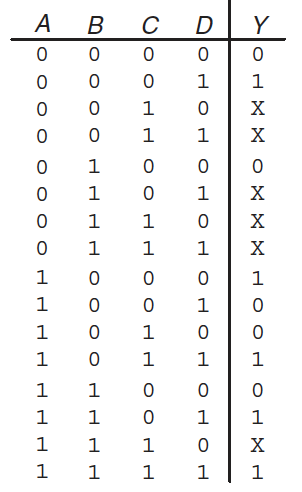 A B C D Y
0 0 0 0 0
0 0 0 1 1
0 0 1 0 X
0 0 1 1 X
0 1 0 0 0
0 1 0 1 X
0 1 1 0 X
0 1 1 1 X
1 0 0 0 1
1 0 0 1 0
1 0 1 0 0
1 0 1 1 1
1 1 0 0 0
1 1 0 1 1
1 1 1 0 X
1 1 1 1 1